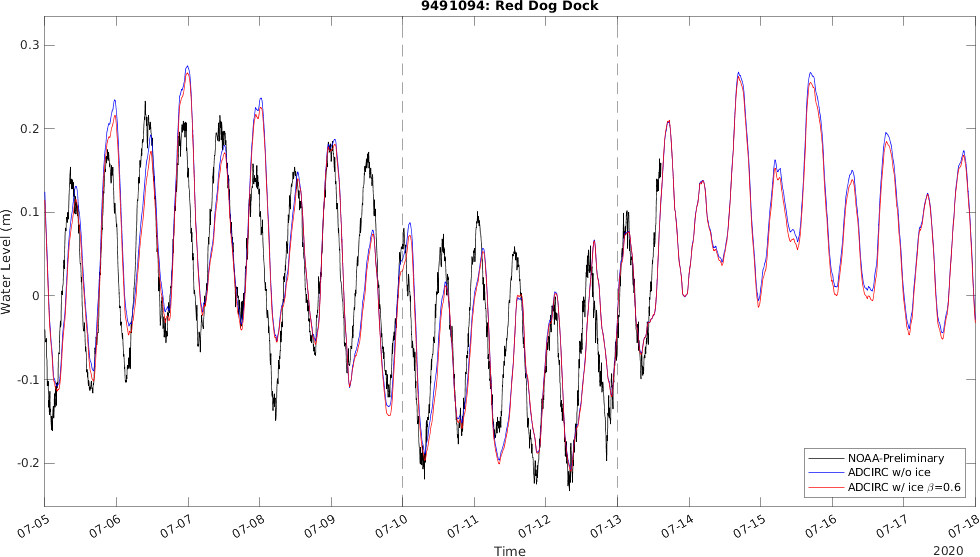 9491094: Red Dog Dock
Water Level (m)
0.3
0.2
0.1
0
-0.1
-0.2
NOAA-Preliminary
ADCIRC w/o ice
ADCIRC w/ ice β=0.6
07-05 07-06 07-07 07-08 07-09 07-10 07-11 07-12 07-13 07-14 07-15 07-16 07-17 07-18
Time
2020